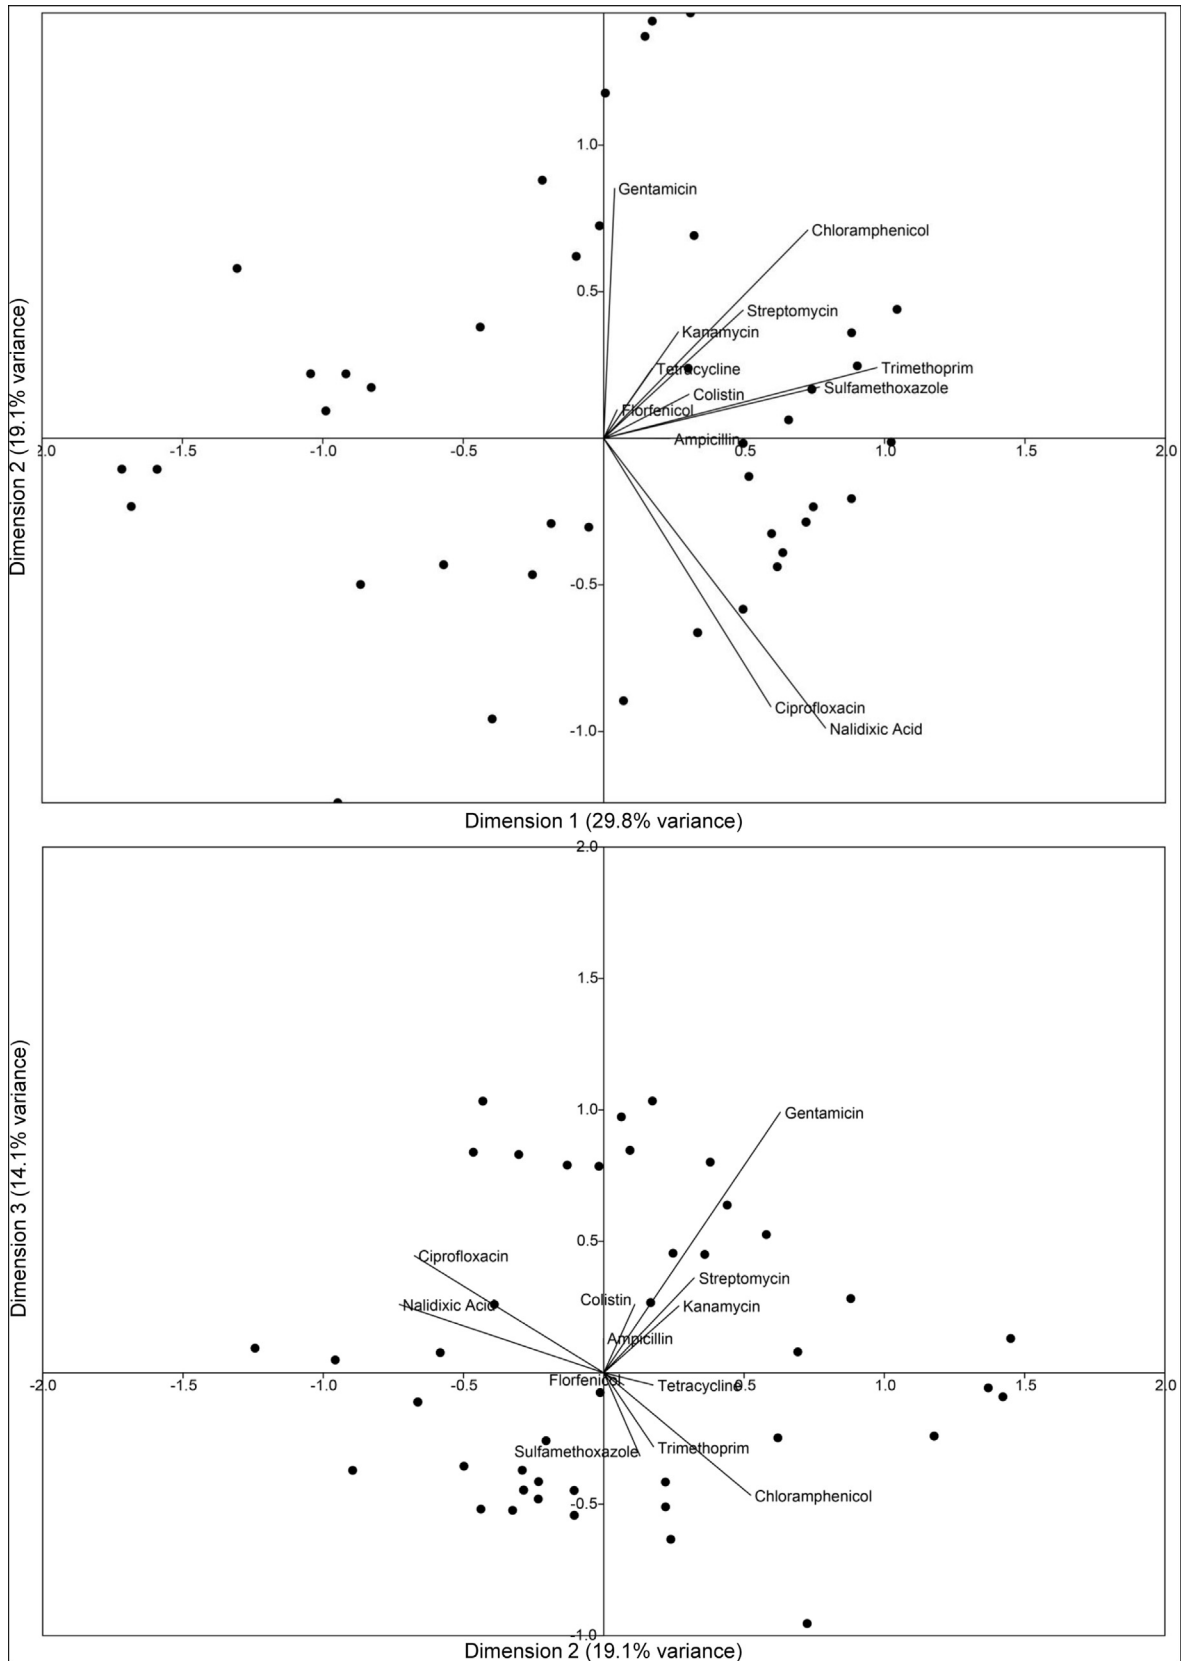 1.0
Gentamicin
Chloramphenicol
0.5
Streptomycin
Kanamycin
Tetracycline
Trimethoprim
Sulfamethoxazole
Colistin
Florfenicol
Ampicillin
2.0 -1.5 -1.0 -0.5 0.5 1.0 1.5 2.0
-0.5
Ciprofloxacin
-1.0
Nalidixic Acid
Dimension 2 (19.1% variance)
Dimension 1 (29.8% variance)
2.0
1.5
1.0
Gentamicin
0.5
Ciprofloxacin
Streptomycin
Colistin
Nalidixic Acid
Kanamycin
Ampicillin
Florfenicol
-2.0 -1.5 -1.0 -0.5 Tetracycline 0.5 1.0 1.5 2.0
Sulfamethoxazole
Trimethoprim
Chloramphenicol
-0.5
-1.0
Dimension 3 (14.1% variance)
Dimension 2 (19.1% variance)